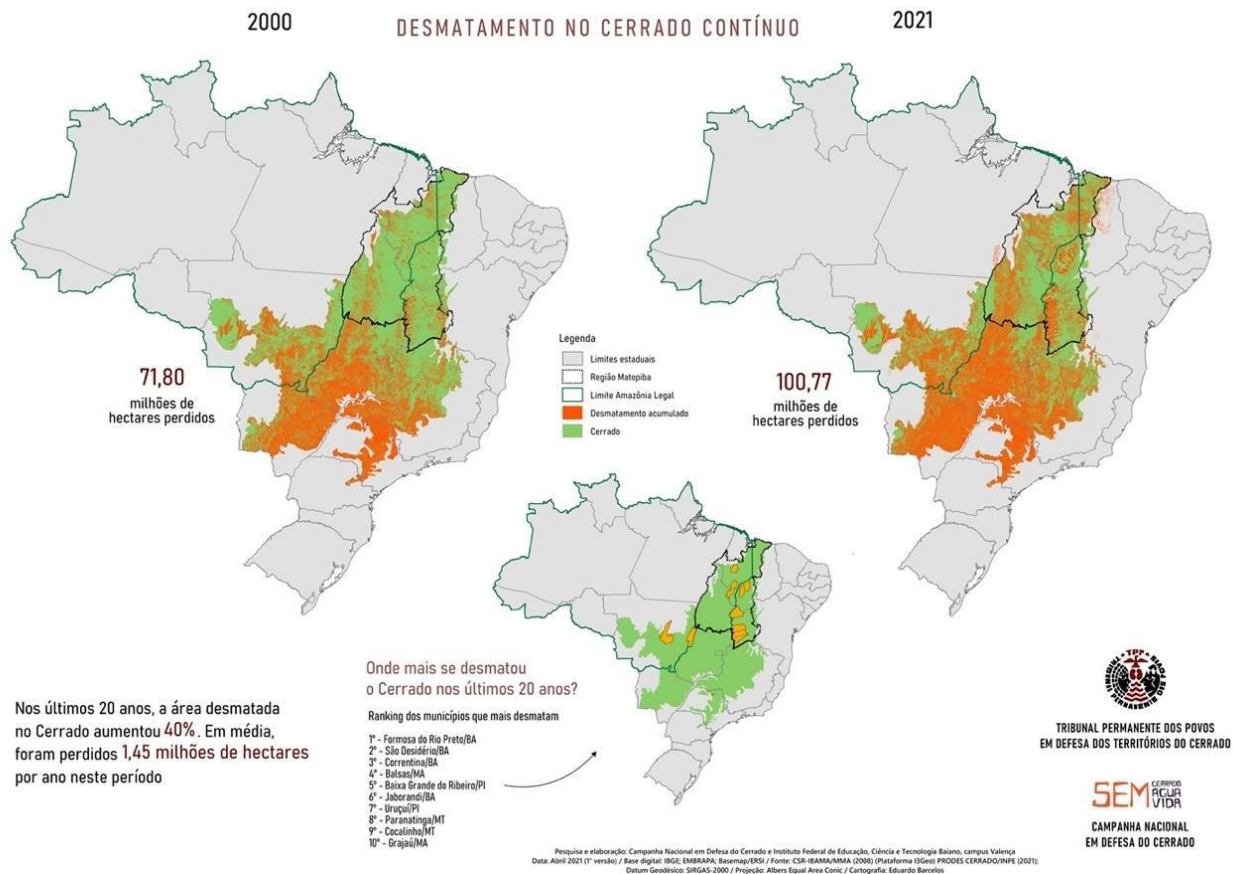 2000
DESMATAMENTO NO CERRADO CONTÍNUO
2021
71,80
milhões de
hectares perdidos
Legenda
Limites estaduais
Região Matopiba
Limite Amazônia Legal
Desmatamento acumulado
Cerrado
100,77
milhões de
hectares perdidos
Nos últimos 20 anos, a área desmatada
no Cerrado aumentou 40%. Em média,
foram perdidos 1,45 milhões de hectares
por ano neste período
Onde mais se desmatou
o Cerrado nos últimos 20 anos?
Ranking dos municípios que mais desmatam
1º - Formosa do Rio Preto/BA
2º - São Desidério/BA
3º - Correntina/BA
4º - Balsas/MA
5º - Baixa Grande do Ribeiro/PI
6º - Jaborandi/BA
7º - Uruçuí/PI
8º - Paranatinga/MT
9º - Cocalinho/MT
10º - Grajaú/MA
TPP
TRIBUNAL PERMANENTE DOS POVOS
TRIBUNAL PERMANENTE DOS POVOS
EM DEFESA DOS TERRITÓRIOS DO CERRADO
SEM CERRADO
ÁGUA
VIDA
CAMPANHA NACIONAL
EM DEFESA DO CERRADO
Pesquisa e elaboração: Campanha Nacional em Defesa do Cerrado e Instituto Federal de Educação, Ciência e Tecnologia Baiano, campus Valença
Data: Abril 2021 (1ª versão) / Base digital: IBGE; EMBRAPA; Basemap/ERSI / Fonte: CSR-IBAMA/MMA (2008) (Plataforma I3Geo) PRODES CERRADO/INPE (2021);
Datum Geodésico: SIRGAS-2000 / Projeção: Albers Equal Area Conic / Cartografia: Eduardo Barcelos